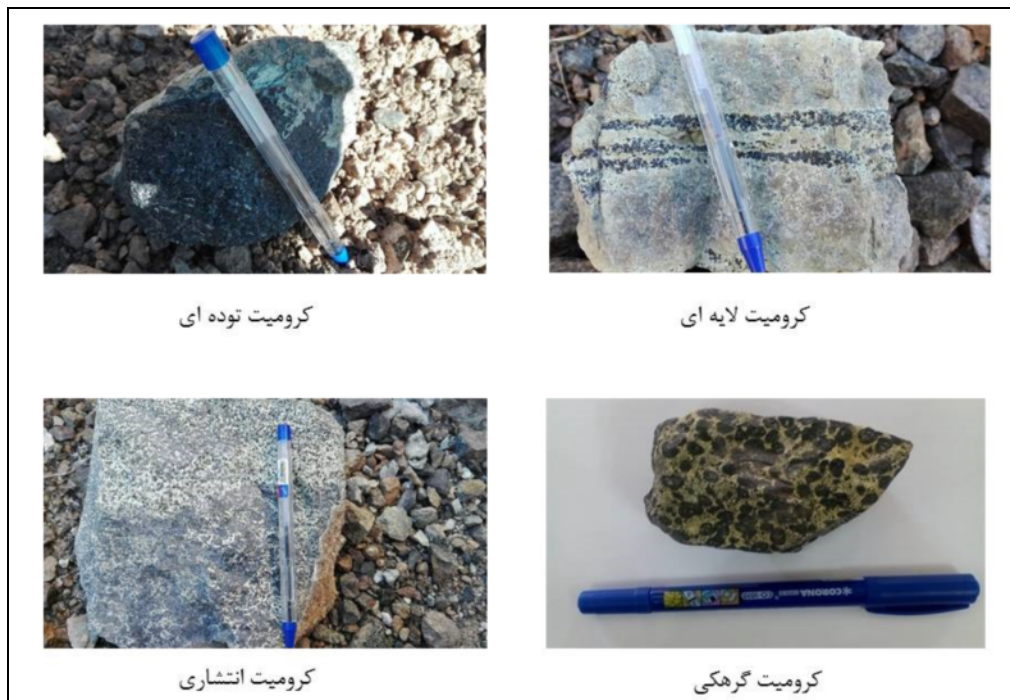 کرومیت لایه ای
کرومیت توده ای
CORONA
کرومیت گرهکی
کرومیت انتشاری